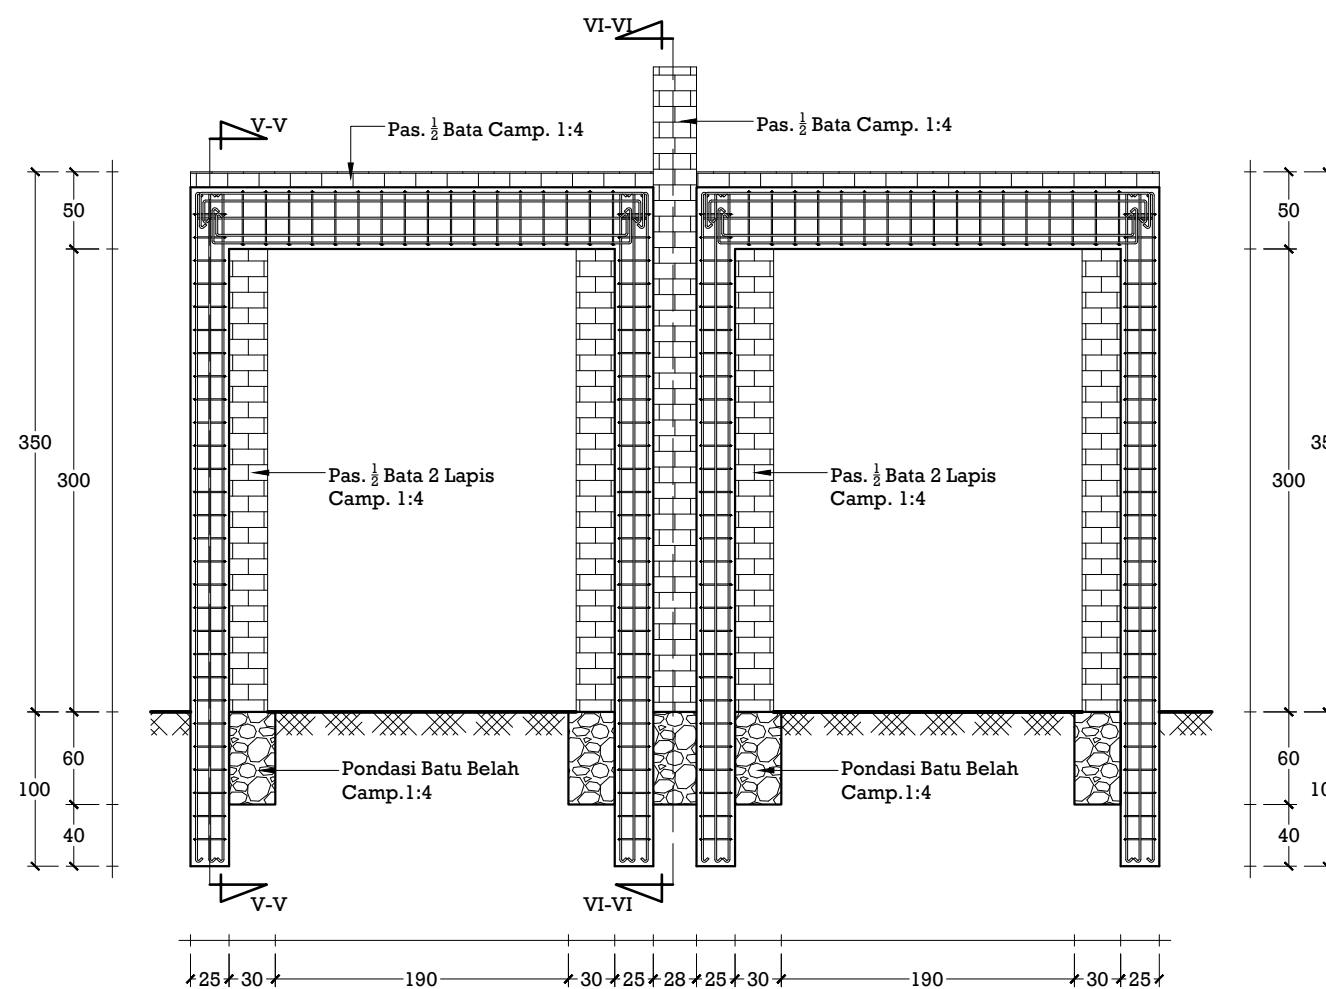 VI-VI
V-V
Pas. ½ Bata Camp. 1:4
Pas. ½ Bata Camp. 1:4
50
50
350
300
Pas. ½ Bata 2 Lapis
Camp. 1:4
Pas. ½ Bata 2 Lapis
Camp. 1:4
300
35
60
100
40
Pondasi Batu Belah
Camp.1:4
Pondasi Batu Belah
Camp.1:4
60
10
40
V-V
VI-VI
25 30 190 30 25 28 25 30 190 30 25